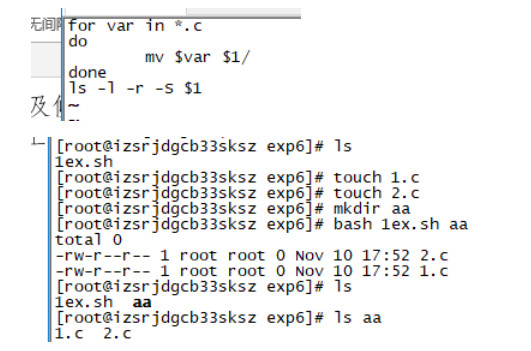 无间
for var in *.c
do
mv $var $1/
done
ls -l -r -S $1
~
及
[root@izsrjdgcb33sksz exp6]# ls
1ex.sh
[root@izsrjdgcb33sksz exp6]# touch 1.c
[root@izsrjdgcb33sksz exp6]# touch 2.c
[root@izsrjdgcb33sksz exp6]# mkdir aa
[root@izsrjdgcb33sksz exp6]# bash 1ex.sh aa
total 0
-rw-r--r-- 1 root root 0 Nov 10 17:52 2.c
-rw-r--r-- 1 root root 0 Nov 10 17:52 1.c
[root@izsrjdgcb33sksz exp6]# ls
1ex.sh  aa
[root@izsrjdgcb33sksz exp6]# ls aa
1.c  2.c